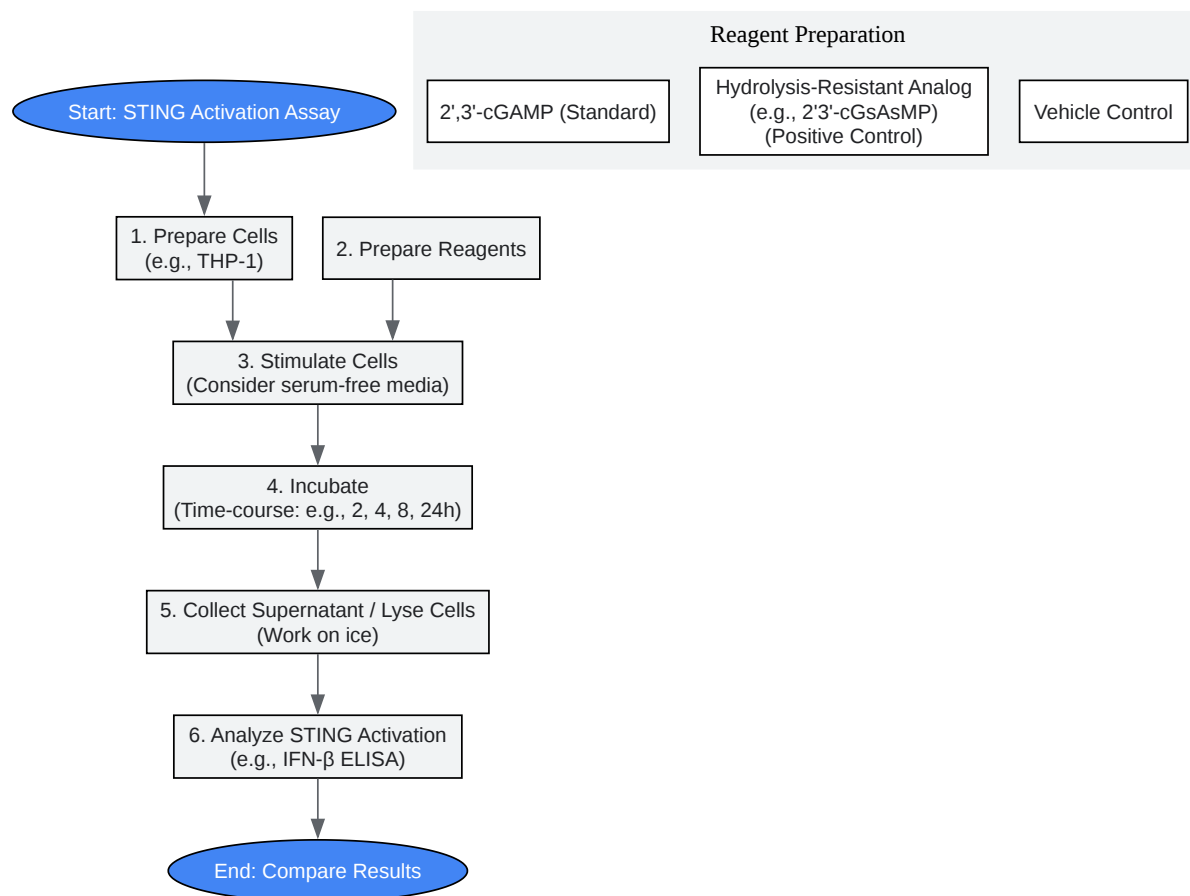 Reagent Preparation
Start: STING Activation Assay
2',3'-cGAMP (Standard)
Hydrolysis-Resistant Analog
(e.g., 2'3'-cGsAsMP)
(Positive Control)
Vehicle Control
1. Prepare Cells
(e.g., THP-1)
2. Prepare Reagents
3. Stimulate Cells
(Consider serum-free media)
4. Incubate
(Time-course: e.g., 2, 4, 8, 24h)
5. Collect Supernatant / Lyse Cells
(Work on ice)
6. Analyze STING Activation
(e.g., IFN-β ELISA)
End: Compare Results